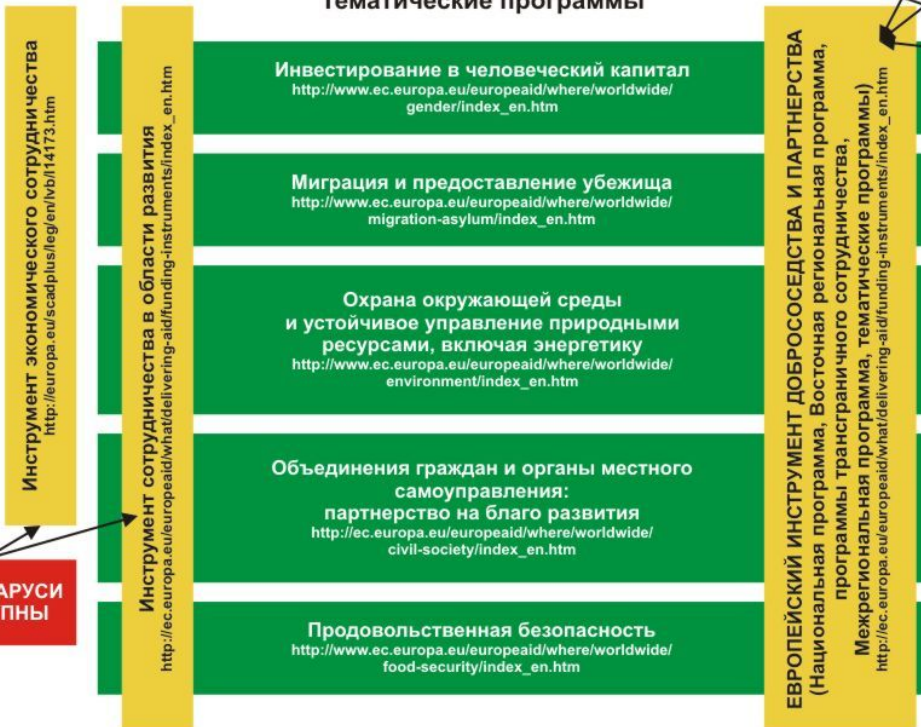 тематические программы
Инструмент экономического сотрудничества
http://europa.eu/scadplus/leg/en/lvb/l14173.htm
Инструмент сотрудничества в области развития
http://ec.europa.eu/europeaid/what/delivering-aid/funding-instruments/index_en.htm
Инвестирование в человеческий капитал
http://www.ec.europa.eu/europeaid/where/worldwide/
gender/index_en.htm
Миграция и предоставление убежища
http://www.ec.europa.eu/europeaid/where/worldwide/
migration-asylum/index_en.htm
Охрана окружающей среды
и устойчивое управление природными
ресурсами, включая энергетику
http://www.ec.europa.eu/europeaid/where/worldwide/
environment/index_en.htm
Объединения граждан и органы местного
самоуправления:
партнерство на благо развития
http://ec.europa.eu/europeaid/where/worldwide/
civil-society/index_en.htm
Продовольственная безопасность
http://www.ec.europa.eu/europeaid/where/worldwide/
food-security/index_en.htm
ЕВРОПЕЙСКИЙ ИНСТРУМЕНТ ДОБРОСОСЕДСТВА И ПАРТНЕРСТВА
(Национальная программа, Восточная региональная программа,
программы трансграничного сотрудничества,
Межрегиональная программа, тематические программы)
http://ec.europa.eu/europeaid/what/delivering-aid/funding-instruments/index_en.htm
АРУСИ
ПНЫ